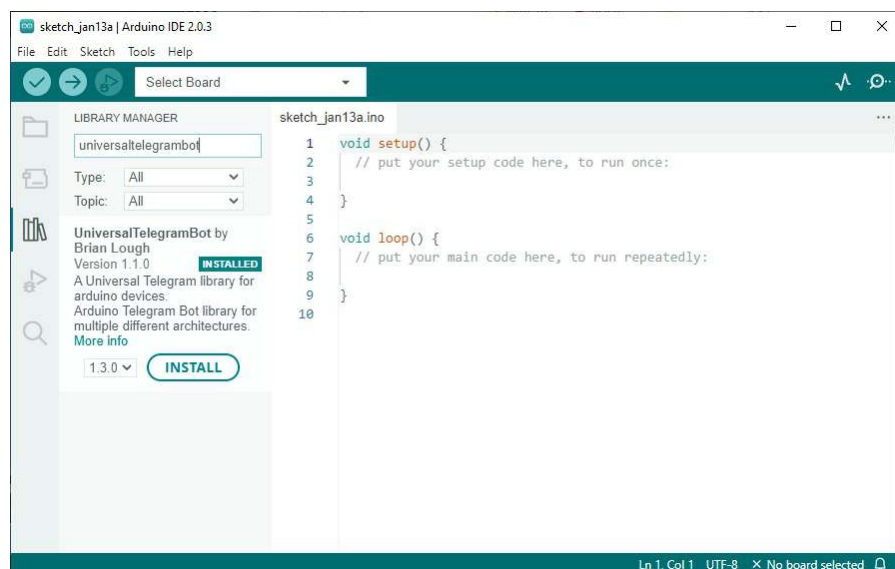 sketch_jan13a | Arduino IDE 2.0.3
File Edit Sketch Tools Help
Select Board
LIBRARY MANAGER
universaltelegrambot
Type: All
Topic: All
UniversalTelegramBot by
Brian Lough
Version 1.1.0 INSTALLED
A Universal Telegram library for
arduino devices.
Arduino Telegram Bot library for
multiple different architectures.
More info
1.3.0 INSTALL
sketch_jan13a.ino
1 void setup() {
2 // put your setup code here, to run once:
3
4 }
5
6 void loop() {
7 // put your main code here, to run repeatedly:
8
9 }
10
Ln 1, Col 1 UTF-8 No board selected